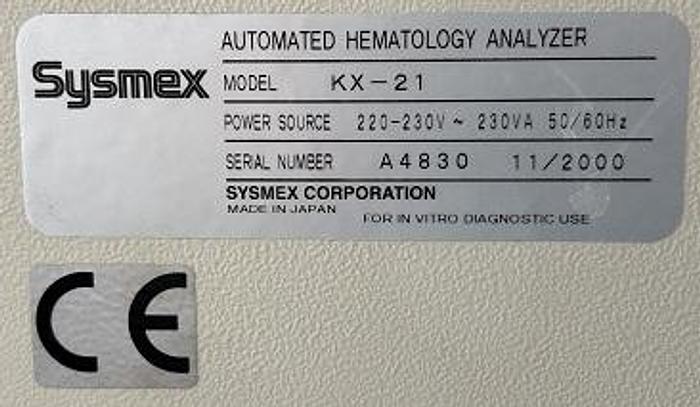 Sysmex
AUTOMATED HEMATOLOGY ANALYZER
MODEL KX-21
POWER SOURCE 220-230V ~ 230VA 50/60Hz
SERIAL NUMBER A4830 11/2000
SYSMEX CORPORATION
MADE IN JAPAN
FOR IN VITRO DIAGNOSTIC USE
CE